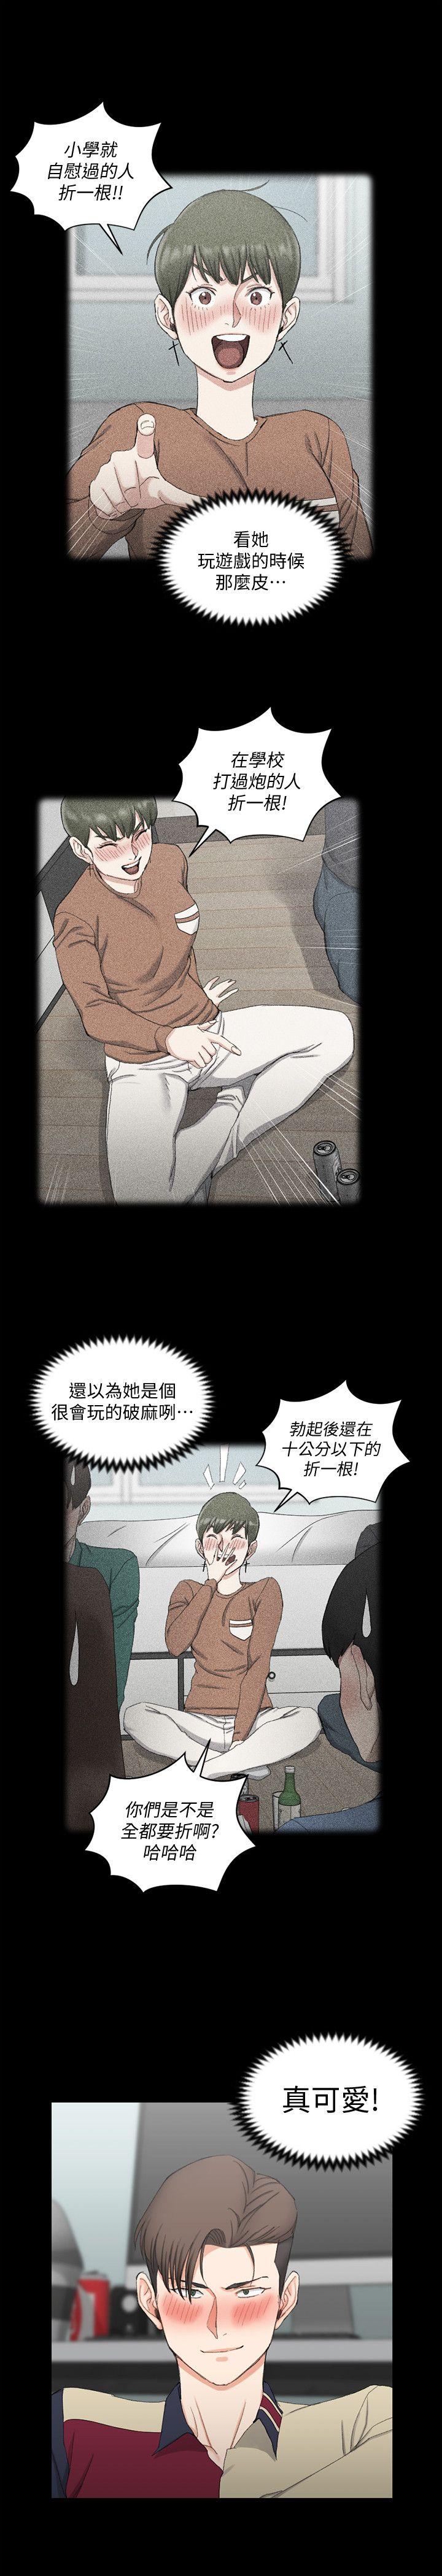 小學就
自慰過的人
折一根!!
看她
玩遊戲的時候
那麼皮…
在學校
打過炮的人
折一根!
還以為她是個
很會玩的破麻咧…
勃起後還在
十公分以下的
折一根!
你們是不是
全都要折啊?
哈哈哈
真可愛!